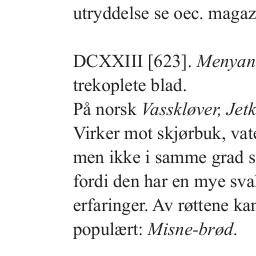 utryddelse se oec. magaz
DCXXIII [623]. Menyan
trekoplete blad.
På norsk Vasskløver, Jetk
Virker mot skjørbuk, vat
men ikke i samme grad s
fordi den har en mye sva
erfaringer. Av røttene kan
populært: Misne-brød.